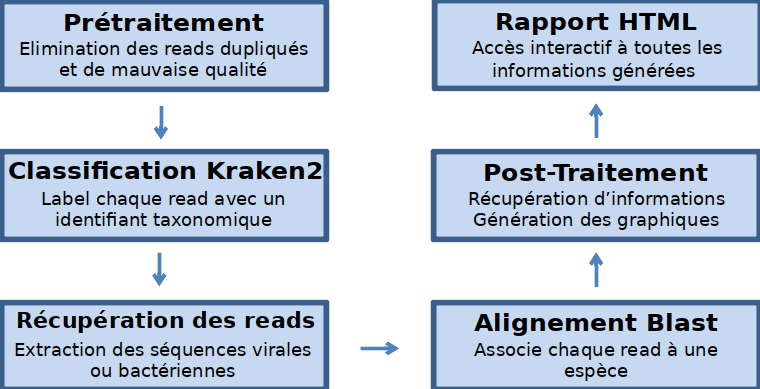 Prétraitement
Elimination des reads dupliqués
et de mauvaise qualité
Classification Kraken2
Label chaque read avec un
identifiant taxonomique
Récupération des reads
Extraction des séquences virales
ou bactériennes
Alignement Blast
Associe chaque read à une
espèce
Post-Traitement
Récupération d’informations
Génération des graphiques
Rapport HTML
Accès interactif à toutes les
informations générées